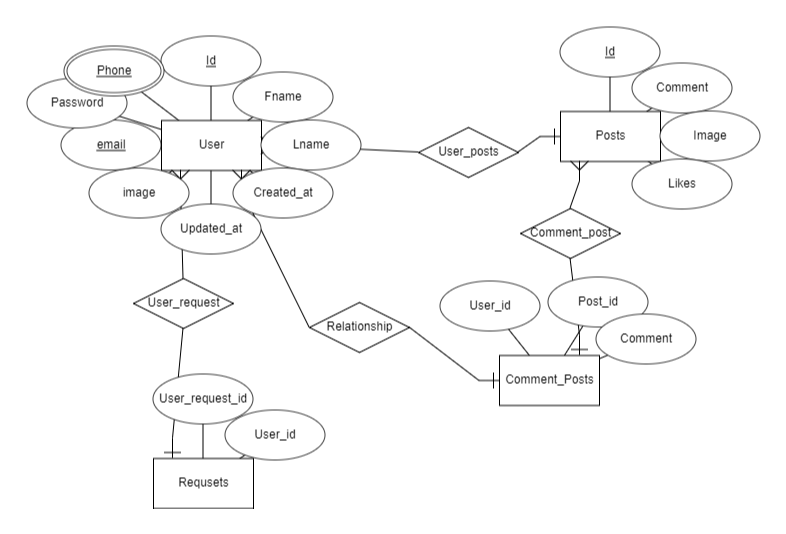 Id
Phone
Fname
Password
User
email
Lname
image
Created_at
Updated_at
User_posts
Id
Comment
Posts
Image
Likes
Comment_post
User_request
Relationship
User_id
Post_id
Comment
Comment_Posts
User_request_id
User_id
Requsets